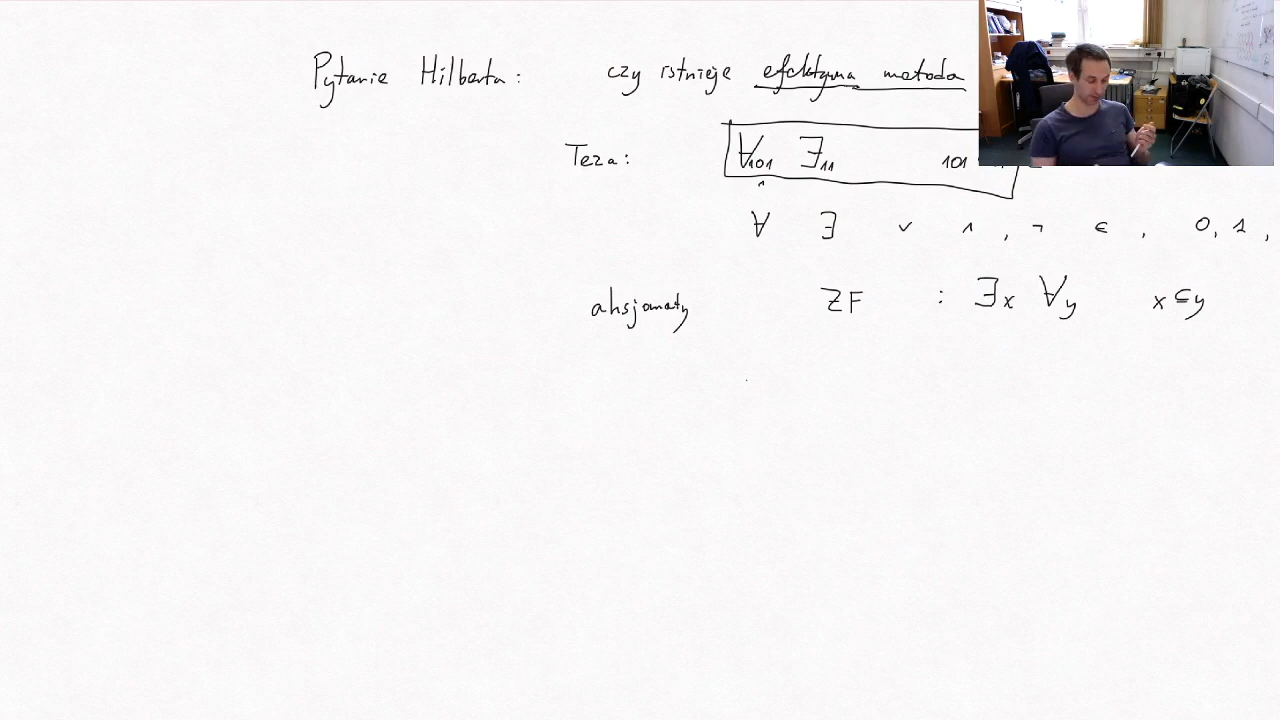 Pytanie Hilberta: czy istnieje efektywna metoda
Teza: ∀101 ∃11 101
∀ ∃ ∨ ∧ , ¬ ∈ , 0, 1,
aksjomaty ZF : ∃x ∀y x ⊆ y